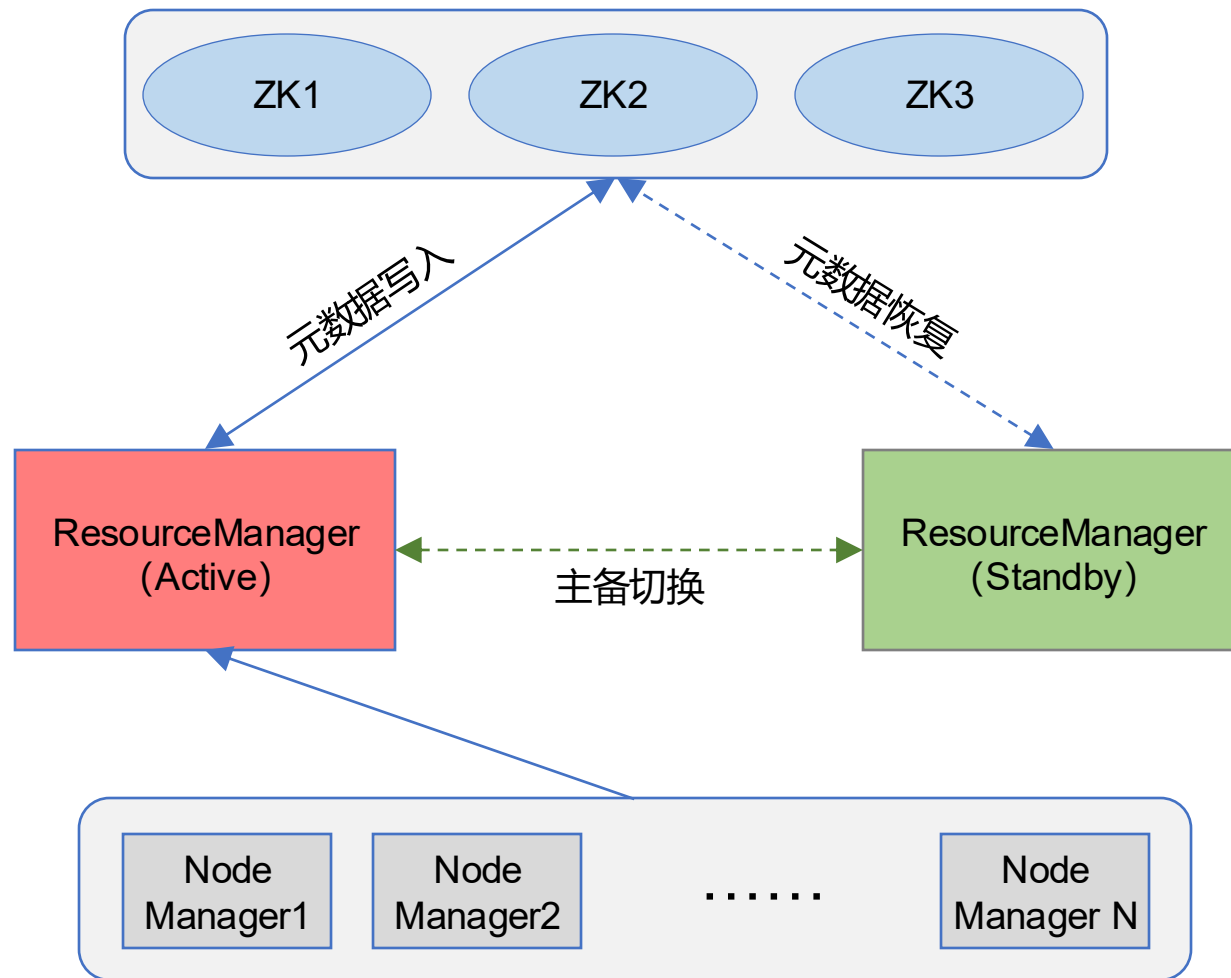 ZK1
ZK2
ZK3
元数据写入
元数据恢复
ResourceManager
(Active)
主备切换
ResourceManager
(Standby)
Node
Manager1
Node
Manager2
······
Node
Manager N